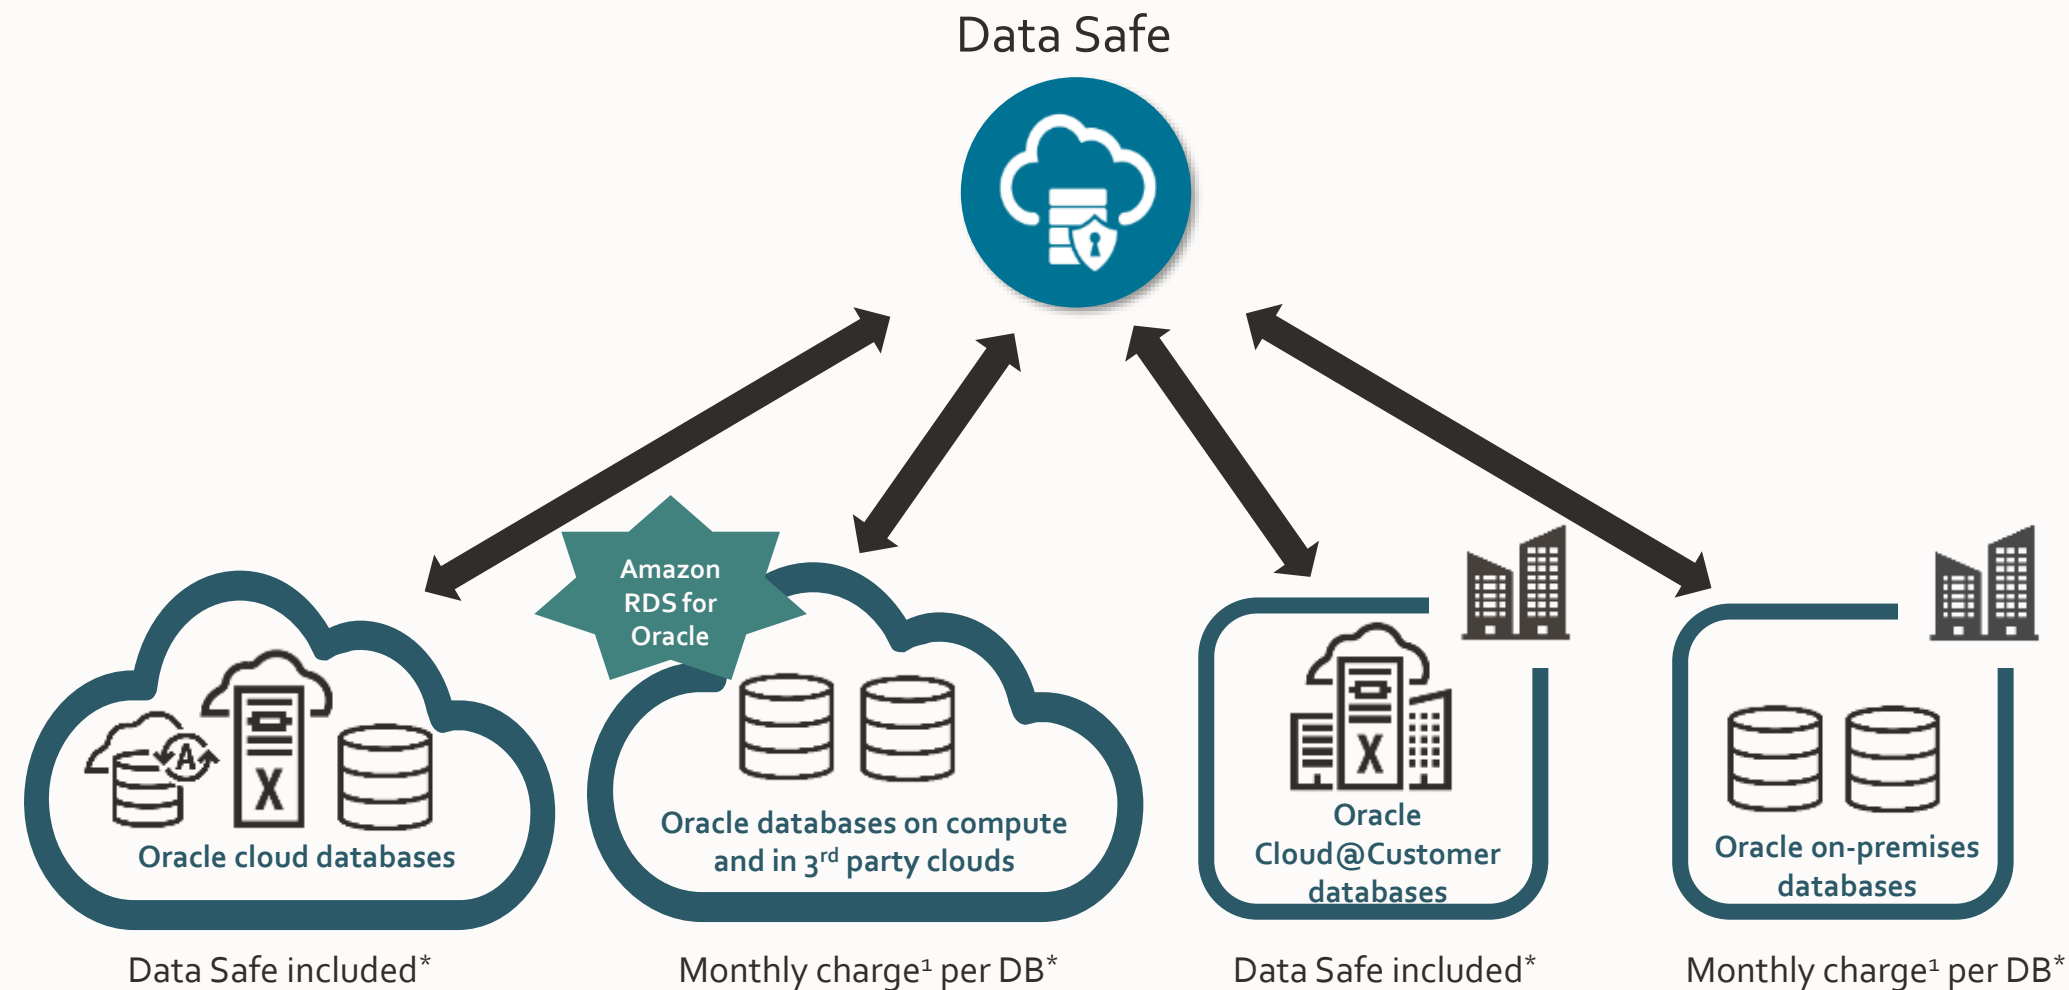 Data Safe
Amazon
RDS for
Oracle
A
X
Oracle cloud databases
Oracle databases on compute
and in 3rd party clouds
X
Oracle
Cloud@Customer
databases
Oracle on-premises
databases
Data Safe included*
Monthly charge¹ per DB*
Data Safe included*
Monthly charge¹ per DB*